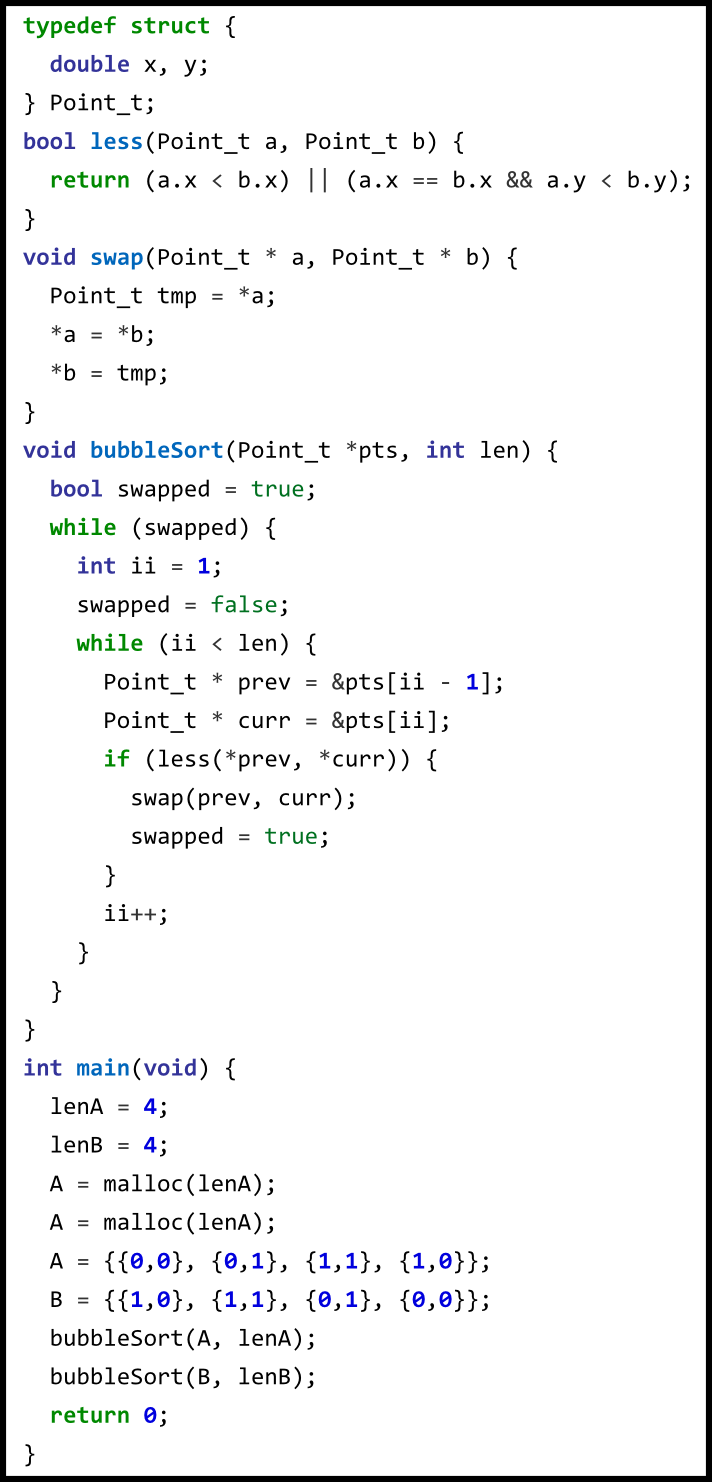 typedef struct {
  double x, y;
} Point_t;
bool less(Point_t a, Point_t b) {
  return (a.x < b.x) || (a.x == b.x && a.y < b.y);
}
void swap(Point_t * a, Point_t * b) {
  Point_t tmp = *a;
  *a = *b;
  *b = tmp;
}
void bubbleSort(Point_t *pts, int len) {
  bool swapped = true;
  while (swapped) {
    int ii = 1;
    swapped = false;
    while (ii < len) {
      Point_t * prev = &pts[ii - 1];
      Point_t * curr = &pts[ii];
      if (less(*prev, *curr)) {
        swap(prev, curr);
        swapped = true;
      }
      ii++;
    }
  }
}
int main(void) {
  lenA = 4;
  lenB = 4;
  A = malloc(lenA);
  A = malloc(lenA);
  A = {{0,0}, {0,1}, {1,1}, {1,0}};
  B = {{1,0}, {1,1}, {0,1}, {0,0}};
  bubbleSort(A, lenA);
  bubbleSort(B, lenB);
  return 0;
}